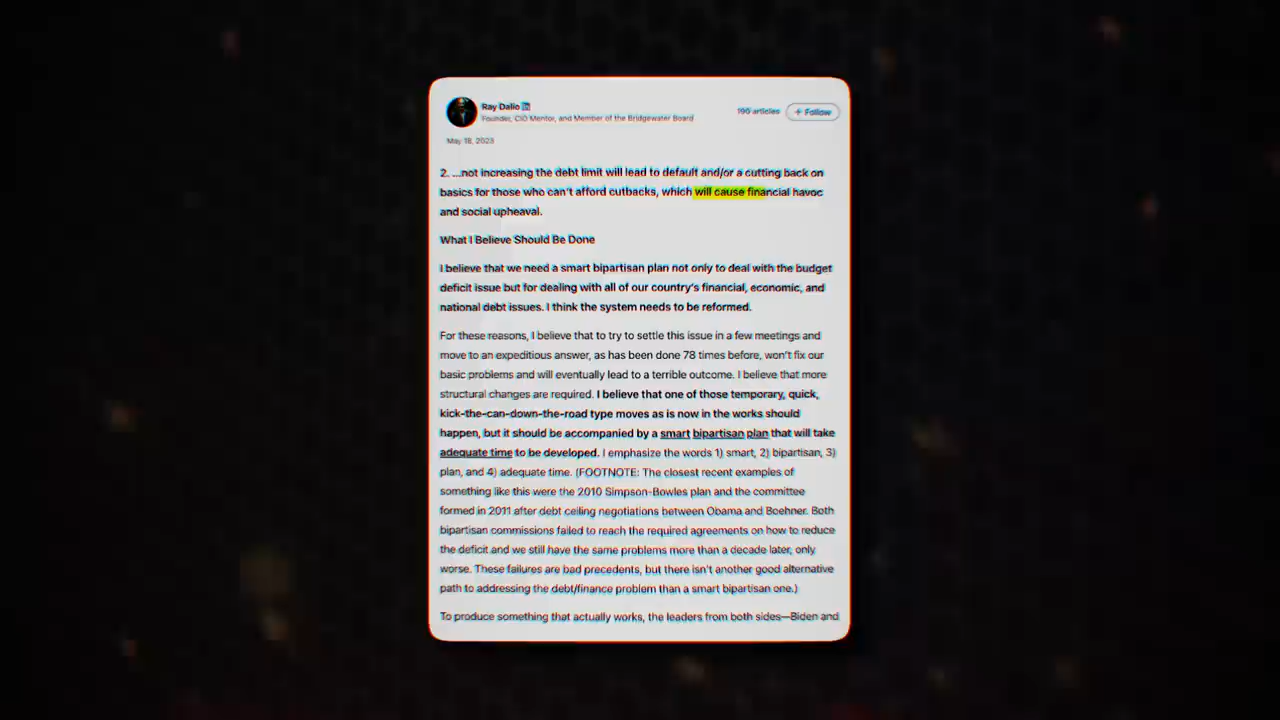 Ray Dalio in
Founder, CIO Mentor, and Member of the Bridgewater Board
190 articles
+ Follow
May 18, 2023
2. ...not increasing the debt limit will lead to default and/or a cutting back on
basics for those who can't afford cutbacks, which will cause financial havoc
and social upheaval.
What I Believe Should Be Done
I believe that we need a smart bipartisan plan not only to deal with the budget
deficit issue but for dealing with all of our country's financial, economic, and
national debt issues. I think the system needs to be reformed.
For these reasons, I believe that to try to settle this issue in a few meetings and
move to an expeditious answer, as has been done 78 times before, won't fix our
basic problems and will eventually lead to a terrible outcome. I believe that more
structural changes are required. I believe that one of those temporary, quick,
kick-the-can-down-the-road type moves as is now in the works should
happen, but it should be accompanied by a smart bipartisan plan that will take
adequate time to be developed. I emphasize the words 1) smart, 2) bipartisan, 3)
plan, and 4) adequate time. (FOOTNOTE: The closest recent examples of
something like this were the 2010 Simpson-Bowles plan and the committee
formed in 2011 after debt ceiling negotiations between Obama and Boehner. Both
bipartisan commissions failed to reach the required agreements on how to reduce
the deficit and we still have the same problems more than a decade later, only
worse. These failures are bad precedents, but there isn't another good alternative
path to addressing the debt/finance problem than a smart bipartisan one.)
To produce something that actually works, the leaders from both sides—Biden and